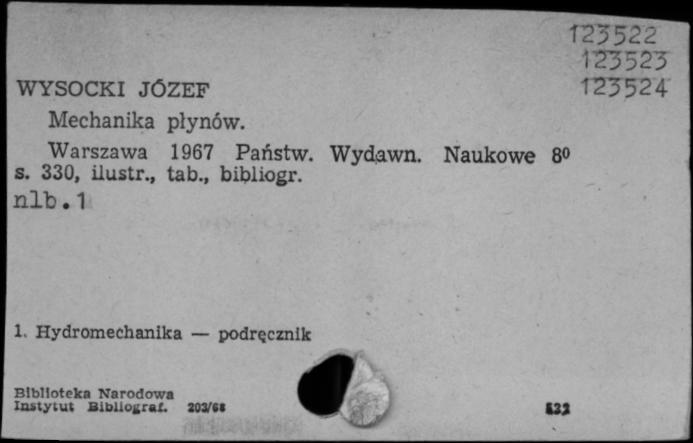 123522
123523
123524
WYSOCKI JÓZEF
Mechanika płynów.
Warszawa 1967 Państw. Wydawn. Naukowe 8º
s. 330, ilustr., tab., bibliogr.
nlb. 1
1. Hydromechanika — podręcznik
Biblioteka Narodowa
Instytut Bibliograf. 203/68
532